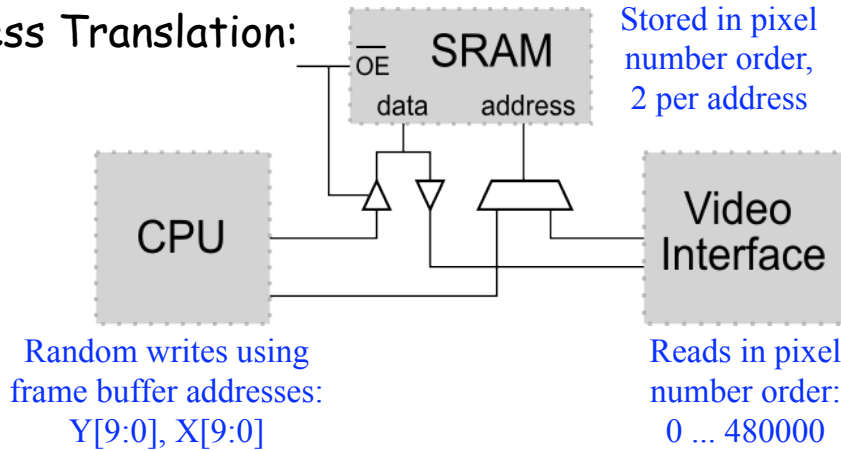 ess Translation:
SRAM
OE
data address
Stored in pixel
number order,
2 per address
CPU
Video
Interface
Random writes using
frame buffer addresses:
Y[9:0], X[9:0]
Reads in pixel
number order:
0 ... 480000